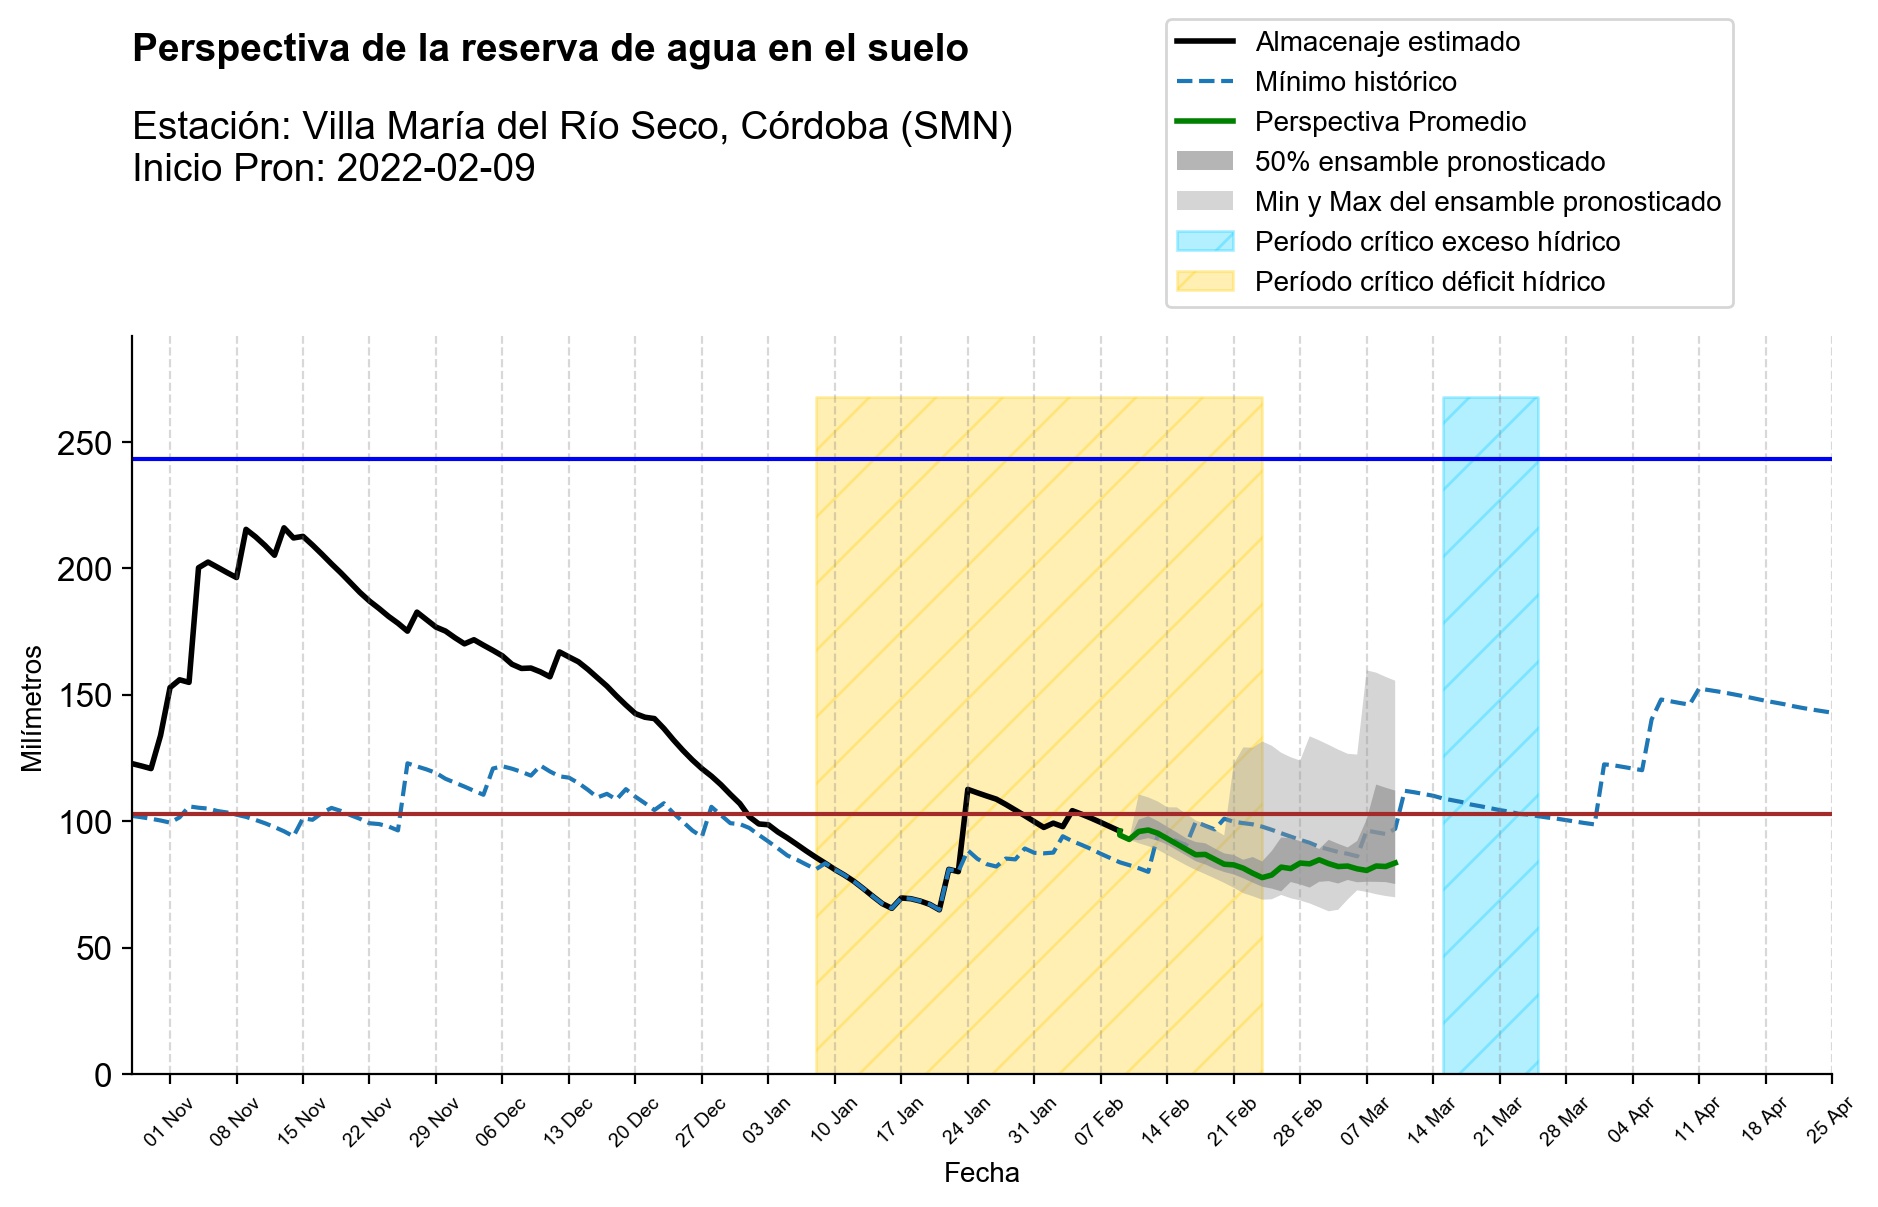 Perspectiva de la reserva de agua en el suelo
Estación: Villa María del Río Seco, Córdoba (SMN)
Inicio Pron: 2022-02-09
Almacenaje estimado
Mínimo histórico
Perspectiva Promedio
50% ensamble pronosticado
Min y Max del ensamble pronosticado
Período crítico exceso hídrico
Período crítico déficit hídrico
250
200
150
100
50
0
Milímetros
01 Nov
08 Nov
15 Nov
22 Nov
29 Nov
06 Dec
13 Dec
20 Dec
27 Dec
03 Jan
10 Jan
17 Jan
24 Jan
31 Jan
07 Feb
14 Feb
21 Feb
28 Feb
07 Mar
14 Mar
21 Mar
28 Mar
04 Apr
11 Apr
18 Apr
25 Apr
Fecha